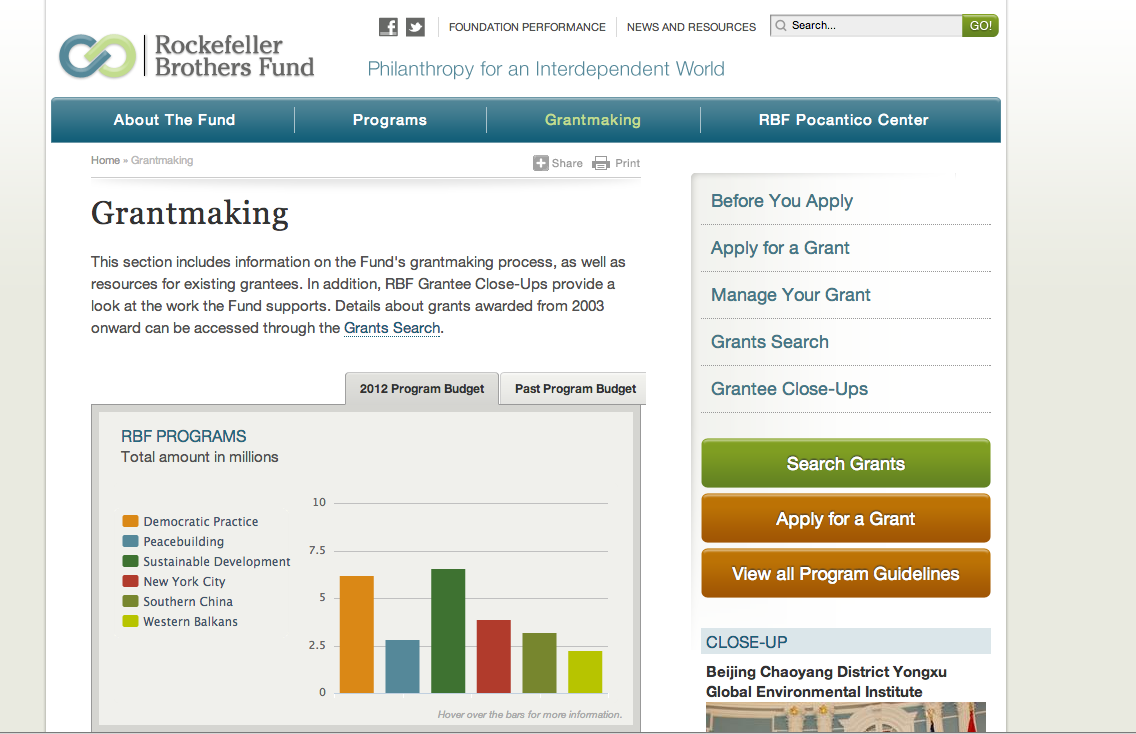 FOUNDATION PERFORMANCE
NEWS AND RESOURCES
Search...
GO!
Rockefeller
Brothers Fund
Philanthropy for an Interdependent World
About The Fund
Programs
Grantmaking
RBF Pocantico Center
Home » Grantmaking
Share
Print
Grantmaking
This section includes information on the Fund's grantmaking process, as well as
resources for existing grantees. In addition, RBF Grantee Close-Ups provide a
look at the work the Fund supports. Details about grants awarded from 2003
onward can be accessed through the Grants Search.
2012 Program Budget
Past Program Budget
RBF PROGRAMS
Total amount in millions
Democratic Practice
Peacebuilding
Sustainable Development
New York City
Southern China
Western Balkans
10
7.5
5
2.5
0
Hover over the bars for more information.
Before You Apply
Apply for a Grant
Manage Your Grant
Grants Search
Grantee Close-Ups
Search Grants
Apply for a Grant
View all Program Guidelines
CLOSE-UP
Beijing Chaoyang District Yongxu
Global Environmental Institute